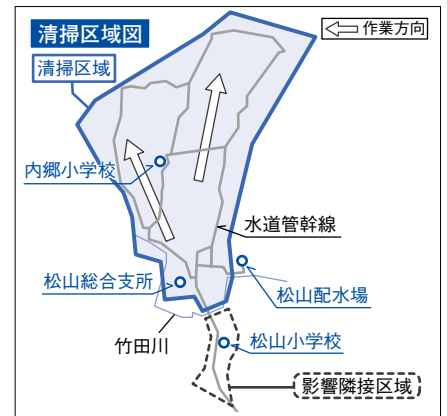 清掃区域図
作業方向
清掃区域
内郷小学校
水道管幹線
松山総合支所
松山配水場
竹田川
松山小学校
影響隣接区域